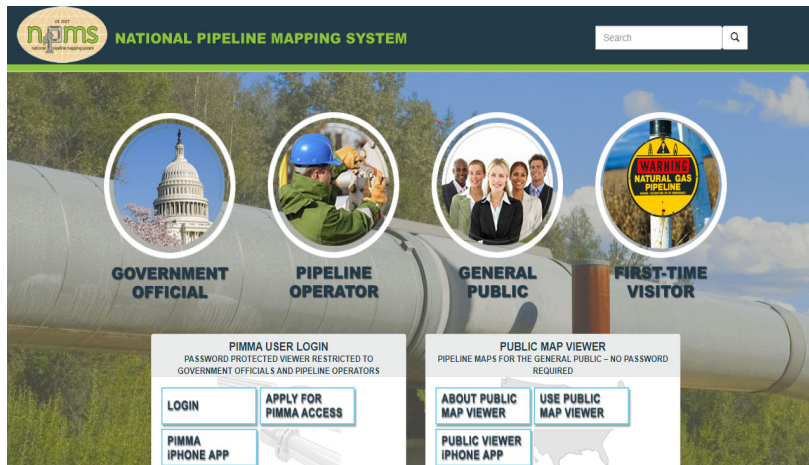 US DOT
npms
national pipeline mapping system
NATIONAL PIPELINE MAPPING SYSTEM
Search
WARNING
NATURAL GAS
PIPELINE
GOVERNMENT
OFFICIAL
PIPELINE
OPERATOR
GENERAL
PUBLIC
FIRST-TIME
VISITOR
PIMMA USER LOGIN
PASSWORD PROTECTED VIEWER RESTRICTED TO
GOVERNMENT OFFICIALS AND PIPELINE OPERATORS
LOGIN
APPLY FOR
PIMMA ACCESS
PIMMA
iPHONE APP
PUBLIC MAP VIEWER
PIPELINE MAPS FOR THE GENERAL PUBLIC – NO PASSWORD
REQUIRED
ABOUT PUBLIC
MAP VIEWER
USE PUBLIC
MAP VIEWER
PUBLIC VIEWER
iPHONE APP